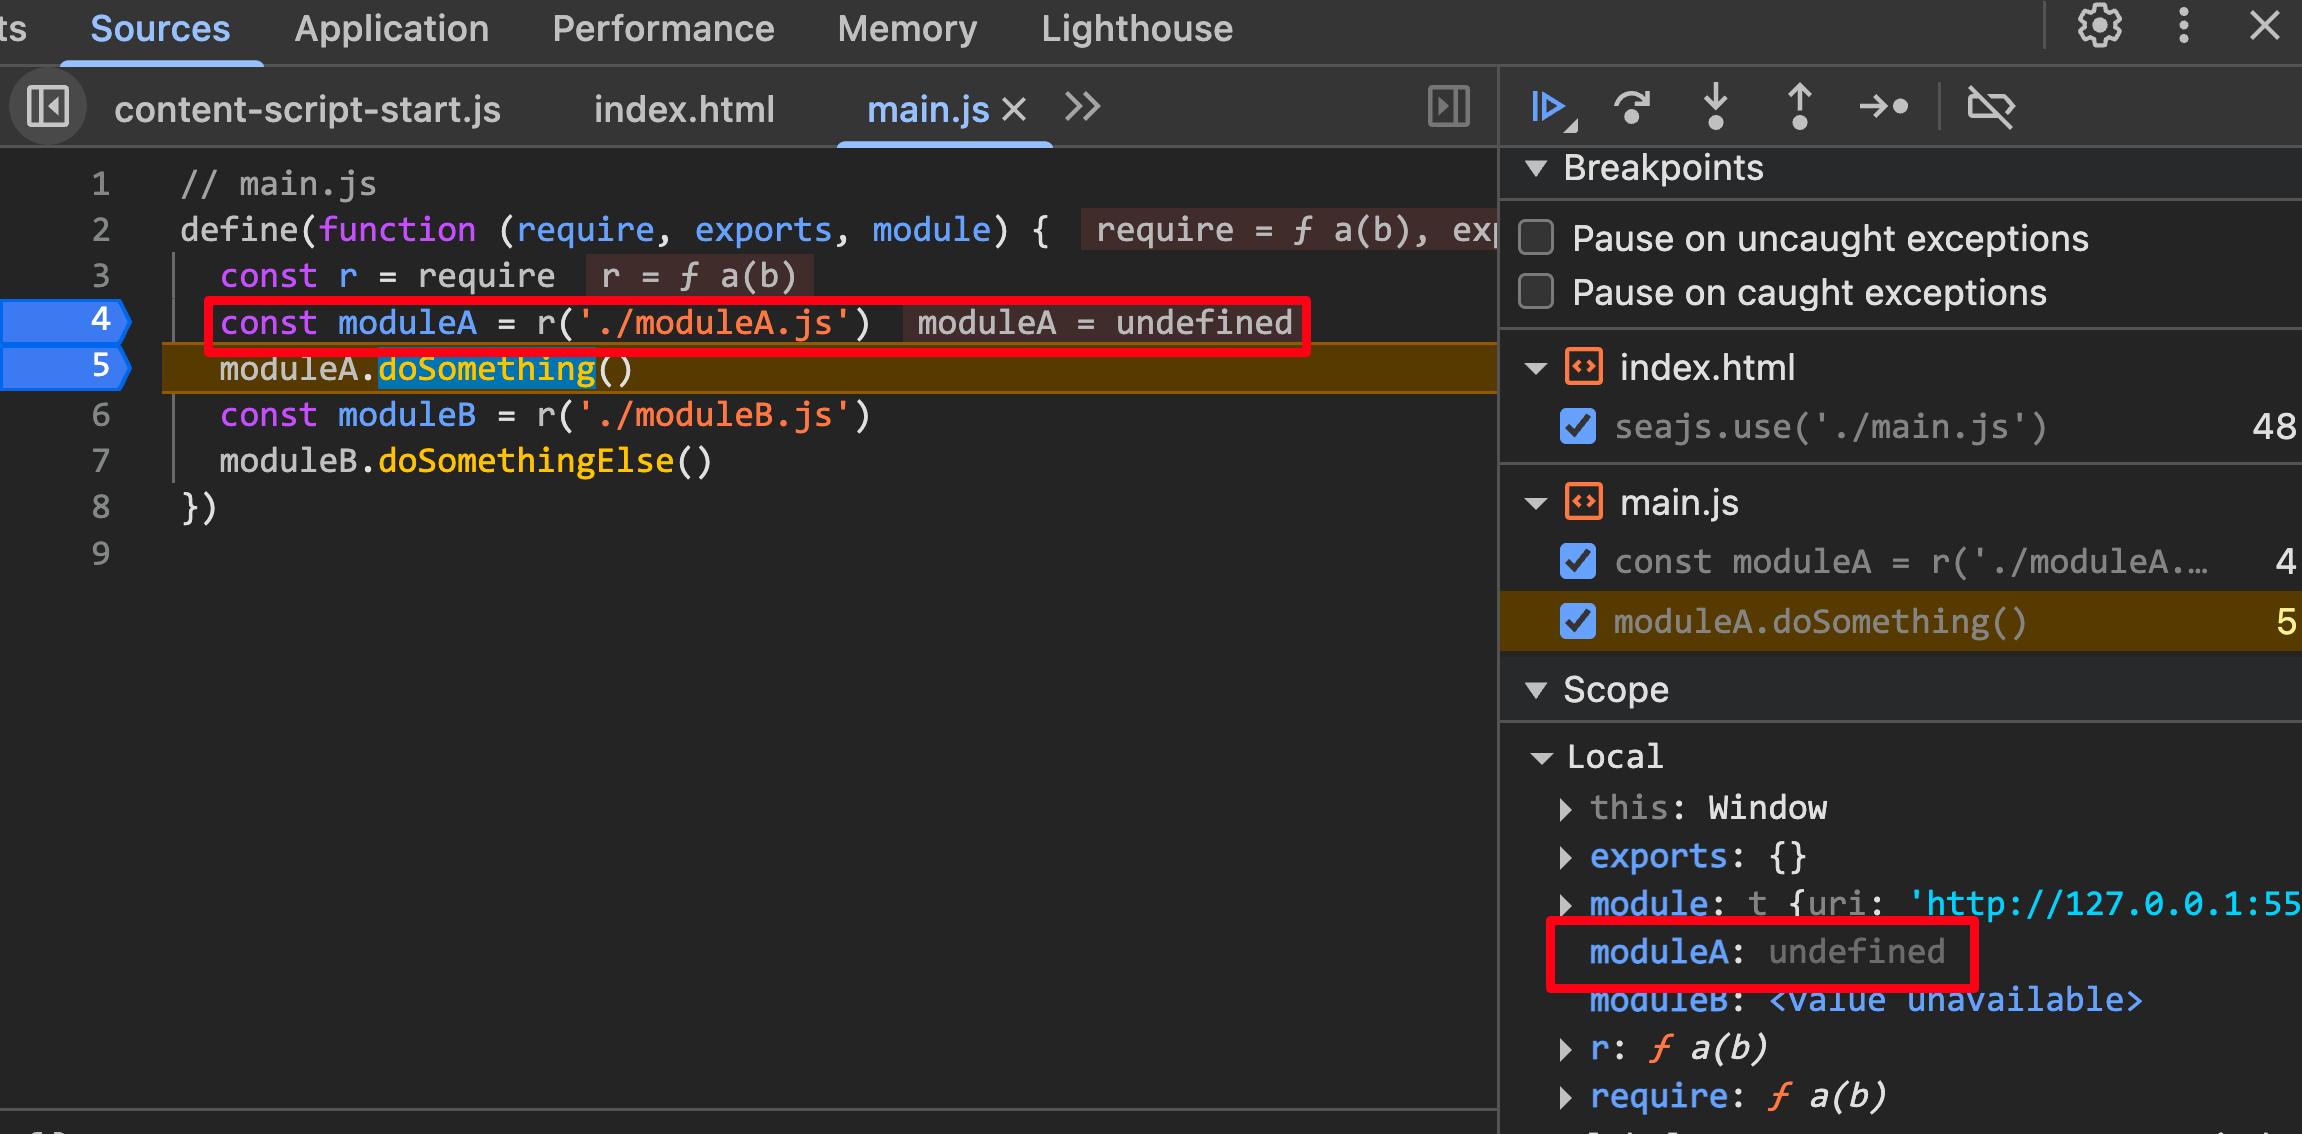 ts Sources Application Performance Memory Lighthouse
content-script-start.js index.html main.js
1 // main.js
2 define(function (require, exports, module) { require = ƒ a(b), exp
3 const r = require r = ƒ a(b)
4 const moduleA = r('./moduleA.js') moduleA = undefined
5 moduleA.doSomething()
6 const moduleB = r('./moduleB.js')
7 moduleB.doSomethingElse()
8 })
9
Breakpoints
Pause on uncaught exceptions
Pause on caught exceptions
index.html
seajs.use('./main.js') 48
main.js
const moduleA = r('./moduleA.… 4
moduleA.doSomething() 5
Scope
Local
this: Window
exports: {}
module: t {uri: 'http://127.0.0.1:55
moduleA: undefined
moduleB: <value unavailable>
r: ƒ a(b)
require: ƒ a(b)